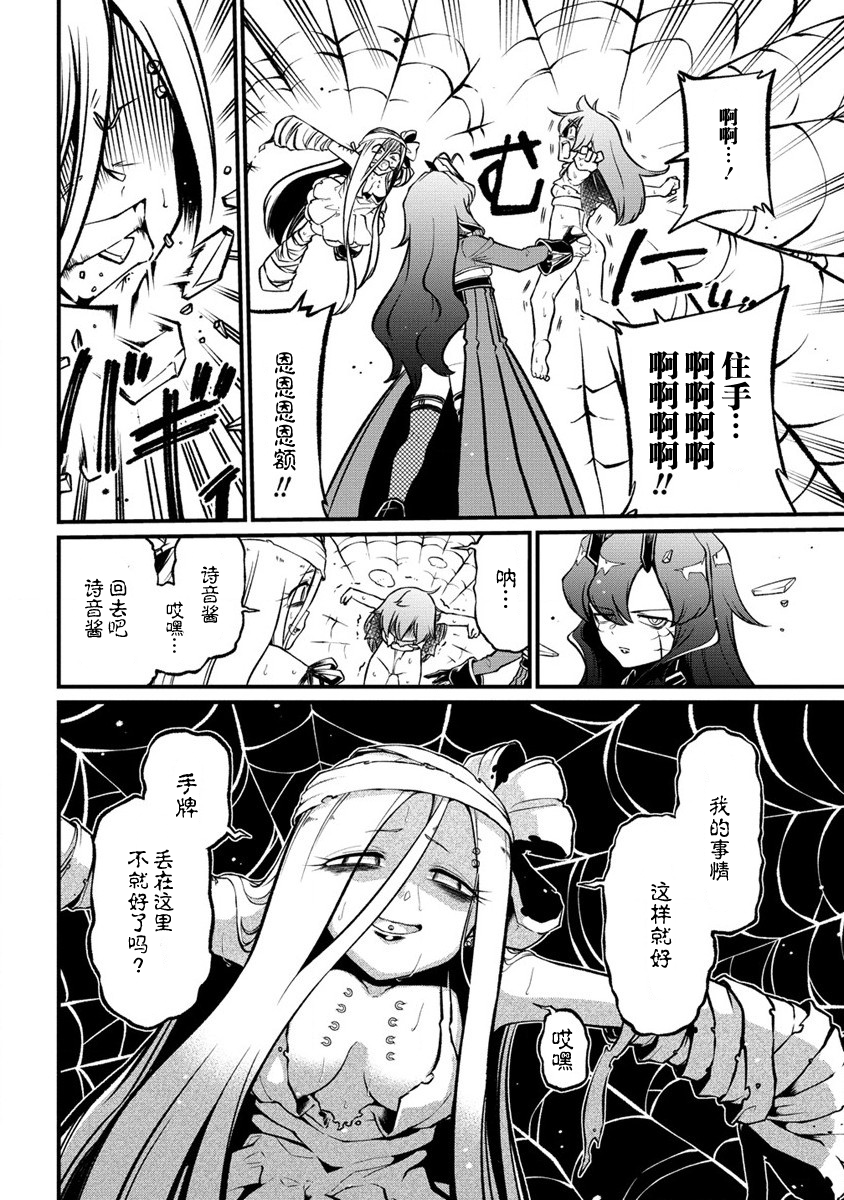 啊啊…！
む
ニ
住手…
啊啊啊啊
啊啊啊啊!!
恩恩恩恩额!!
呐…
诗音酱
哎嘿…
回去吧
诗音酱
我的事情
这样就好
哎嘿
手牌
丢在这里
不就好了吗？